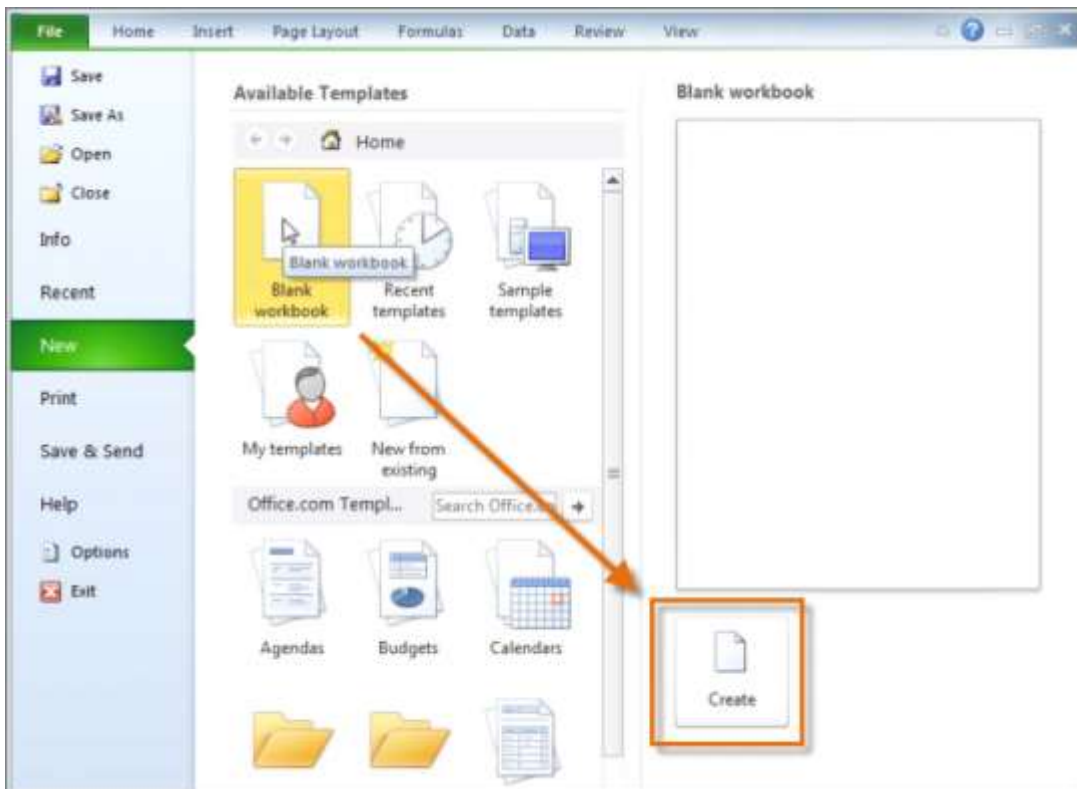 File Home Insert Page Layout Formulas Data Review View
Save
Save As
Open
Close
Info
Recent
New
Print
Save & Send
Help
Options
Exit
Available Templates
Home
Blank workbook
Blank
workbook
Recent
templates
Sample
templates
My templates
New from
existing
Office.com Templ...
Search Office.
Agendas
Budgets
Calendars
Blank workbook
Create